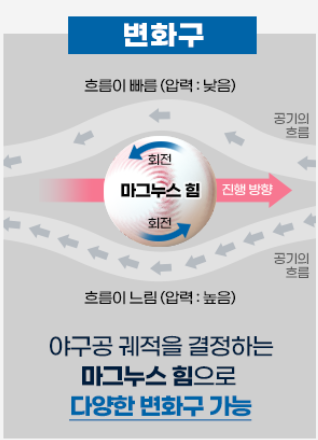 변화구
흐름이 빠름 (압력 : 낮음)
공기의
흐름
회전
마그누스 힘
진행 방향
회전
공기의
흐름
흐름이 느림 (압력 : 높음)
야구공 궤적을 결정하는
마그누스 힘으로
다양한 변화구 가능